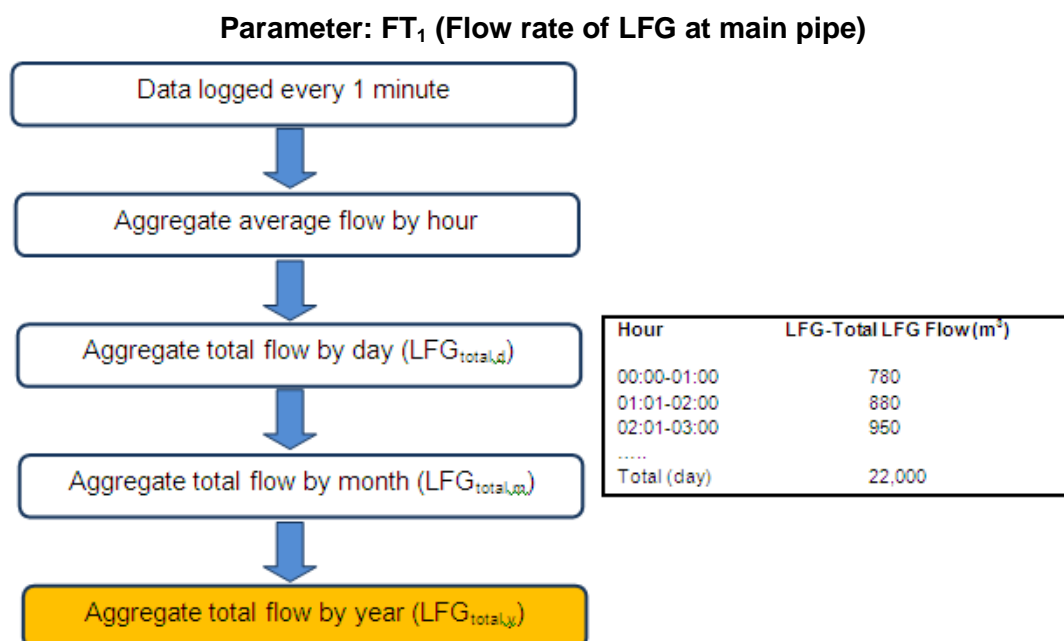 Parameter: FT₁ (Flow rate of LFG at main pipe)
Data logged every 1 minute
Aggregate average flow by hour
Aggregate total flow by day (LFGtotal,d)
Hour LFG-Total LFG Flow (m³)
00:00-01:00 780
01:01-02:00 880
02:01-03:00 950
.....
Total (day) 22,000
Aggregate total flow by month (LFGtotal,m)
Aggregate total flow by year (LFGtotal,y)